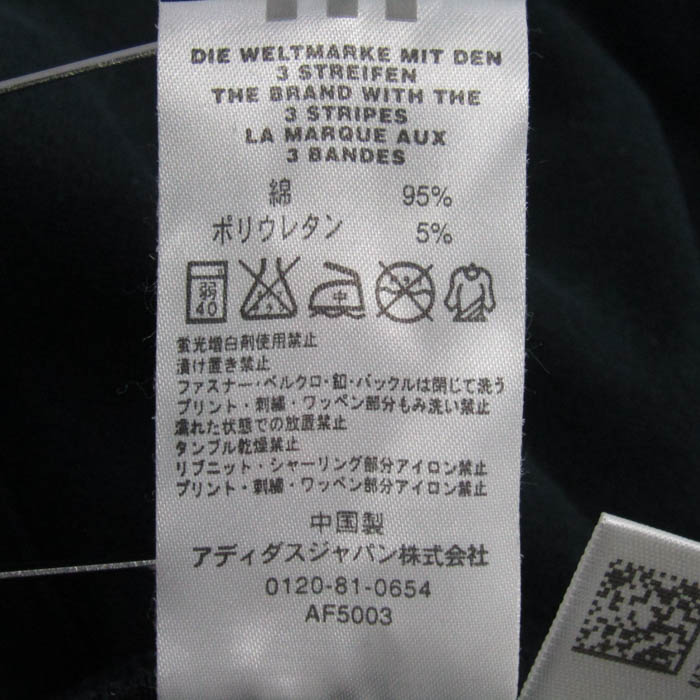 DIE WELTMARKE MIT DEN
3 STREIFEN
THE BRAND WITH THE
3 STRIPES
LA MARQUE AUX
3 BANDES
綿 95%
ポリウレタン 5%
弱
40
中
蛍光増白剤使用禁止
漬け置き禁止
ファスナー・ベルクロ・釦・バックルは閉じて洗う
プリント・刺繍・ワッペン部分もみ洗い禁止
濡れた状態での放置禁止
タンブル乾燥禁止
リブニット・シャーリング部分アイロン禁止
プリント・刺繍・ワッペン部分アイロン禁止
中国製
アディダスジャパン株式会社
0120-81-0654
AF5003